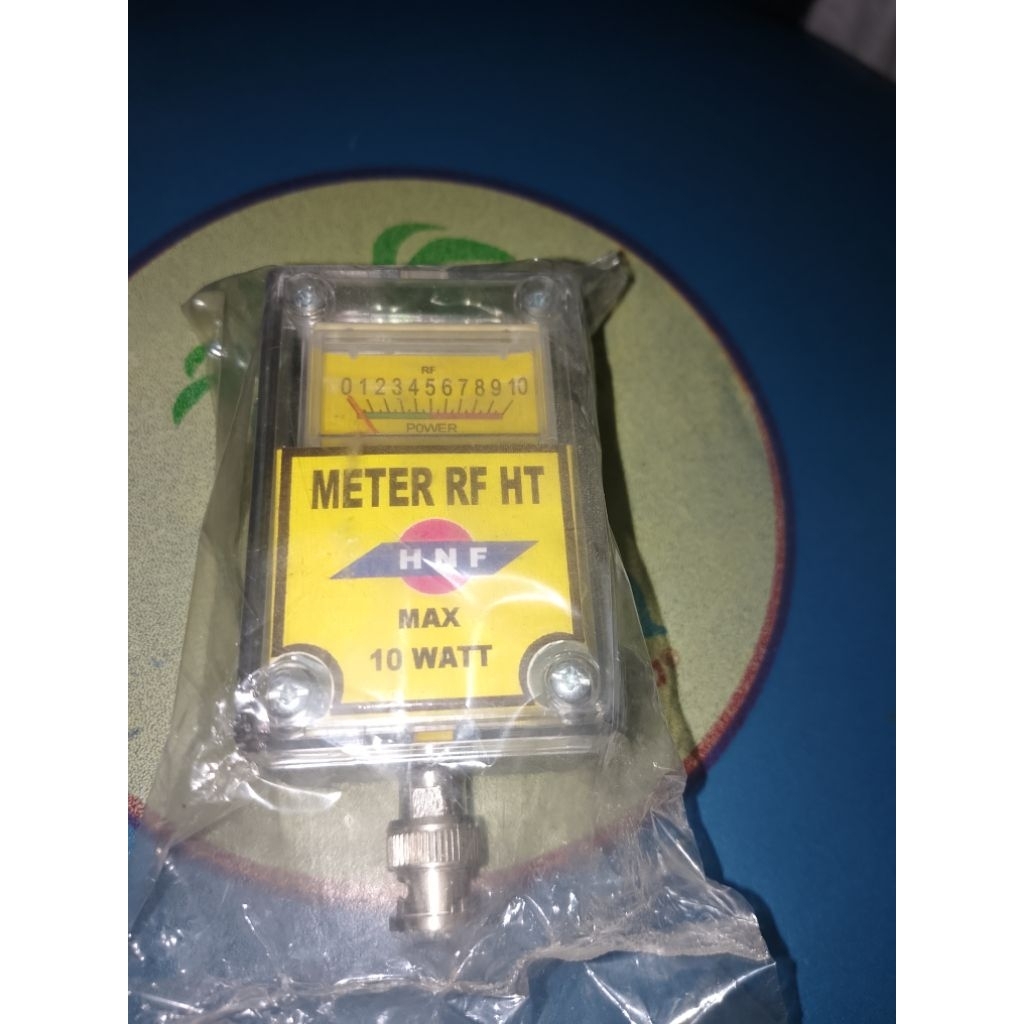 RF
0 1 2 3 4 5 6 7 8 9 10
POWER
METER RF HT
HNF
MAX
10 WATT